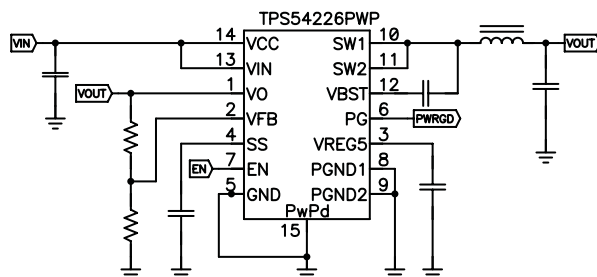 TPS54226PWP
VIN
14 VCC SW1 10
VOUT
13 VIN SW2 11
VOUT
1 VO VBST 12
2 VFB PG 6 PWRGD
4 SS VREG5 3
EN
7 EN PGND1 8
5 GND PGND2 9
PwPd
15